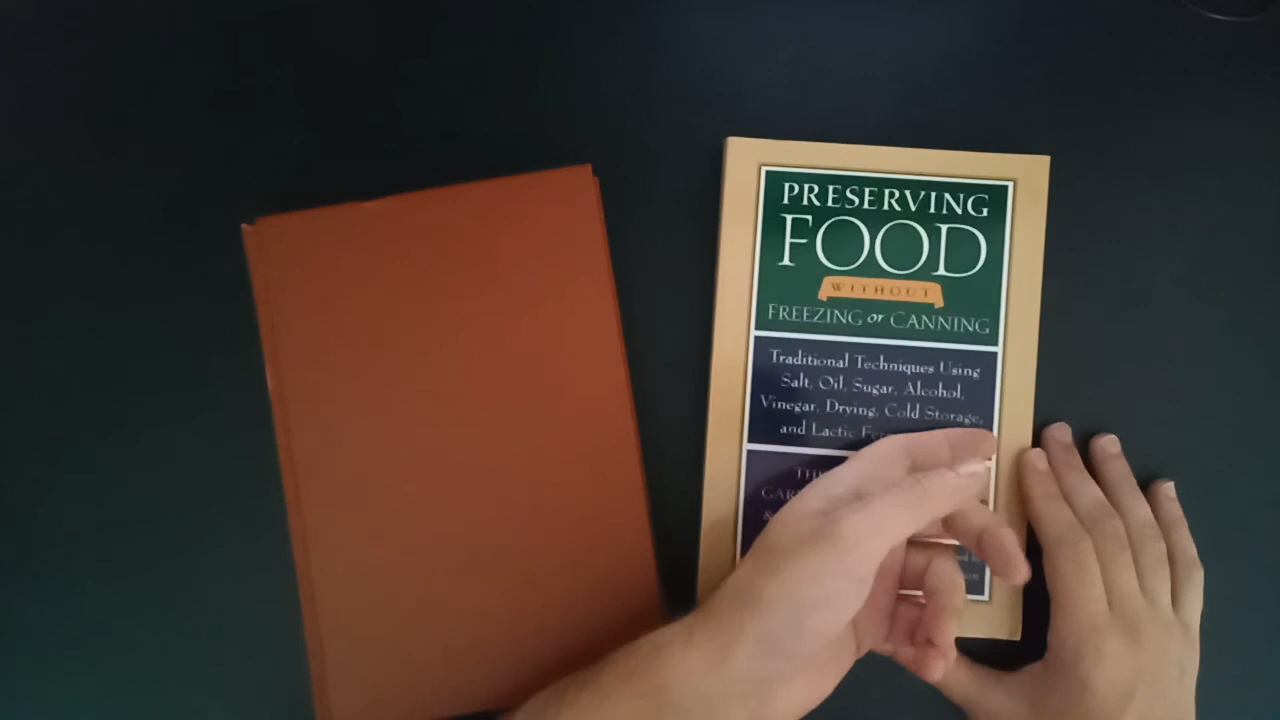 PRESERVING
FOOD
WITHOUT
FREEZING or CANNING
Traditional Techniques Using
Salt, Oil, Sugar, Alcohol,
Vinegar, Drying, Cold Storage,
and Lactic
&